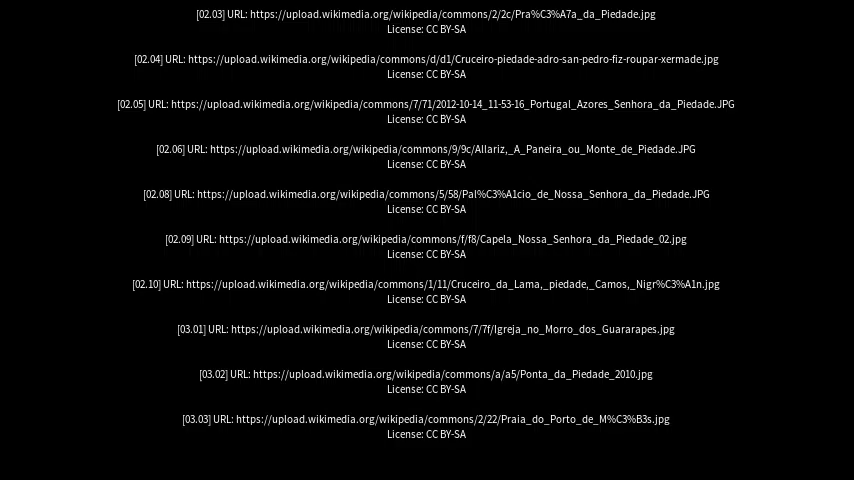 [02.03] URL: https://upload.wikimedia.org/wikipedia/commons/2/2c/Pra%C3%A7a_da_Piedade.jpg
License: CC BY-SA
[02.04] URL: https://upload.wikimedia.org/wikipedia/commons/d/d1/Cruceiro-piedade-adro-san-pedro-fiz-roupar-xermade.jpg
License: CC BY-SA
[02.05] URL: https://upload.wikimedia.org/wikipedia/commons/7/71/2012-10-14_11-53-16_Portugal_Azores_Senhora_da_Piedade.JPG
License: CC BY-SA
[02.06] URL: https://upload.wikimedia.org/wikipedia/commons/9/9c/Allariz,_A_Paneira_ou_Monte_de_Piedade.JPG
License: CC BY-SA
[02.08] URL: https://upload.wikimedia.org/wikipedia/commons/5/58/Pal%C3%A1cio_de_Nossa_Senhora_da_Piedade.JPG
License: CC BY-SA
[02.09] URL: https://upload.wikimedia.org/wikipedia/commons/f/f8/Capela_Nossa_Senhora_da_Piedade_02.jpg
License: CC BY-SA
[02.10] URL: https://upload.wikimedia.org/wikipedia/commons/1/11/Cruceiro_da_Lama,_piedade,_Camos,_Nigr%C3%A1n.jpg
License: CC BY-SA
[03.01] URL: https://upload.wikimedia.org/wikipedia/commons/7/7f/Igreja_no_Morro_dos_Guararapes.jpg
License: CC BY-SA
[03.02] URL: https://upload.wikimedia.org/wikipedia/commons/a/a5/Ponta_da_Piedade_2010.jpg
License: CC BY-SA
[03.03] URL: https://upload.wikimedia.org/wikipedia/commons/2/22/Praia_do_Porto_de_M%C3%B3s.jpg
License: CC BY-SA